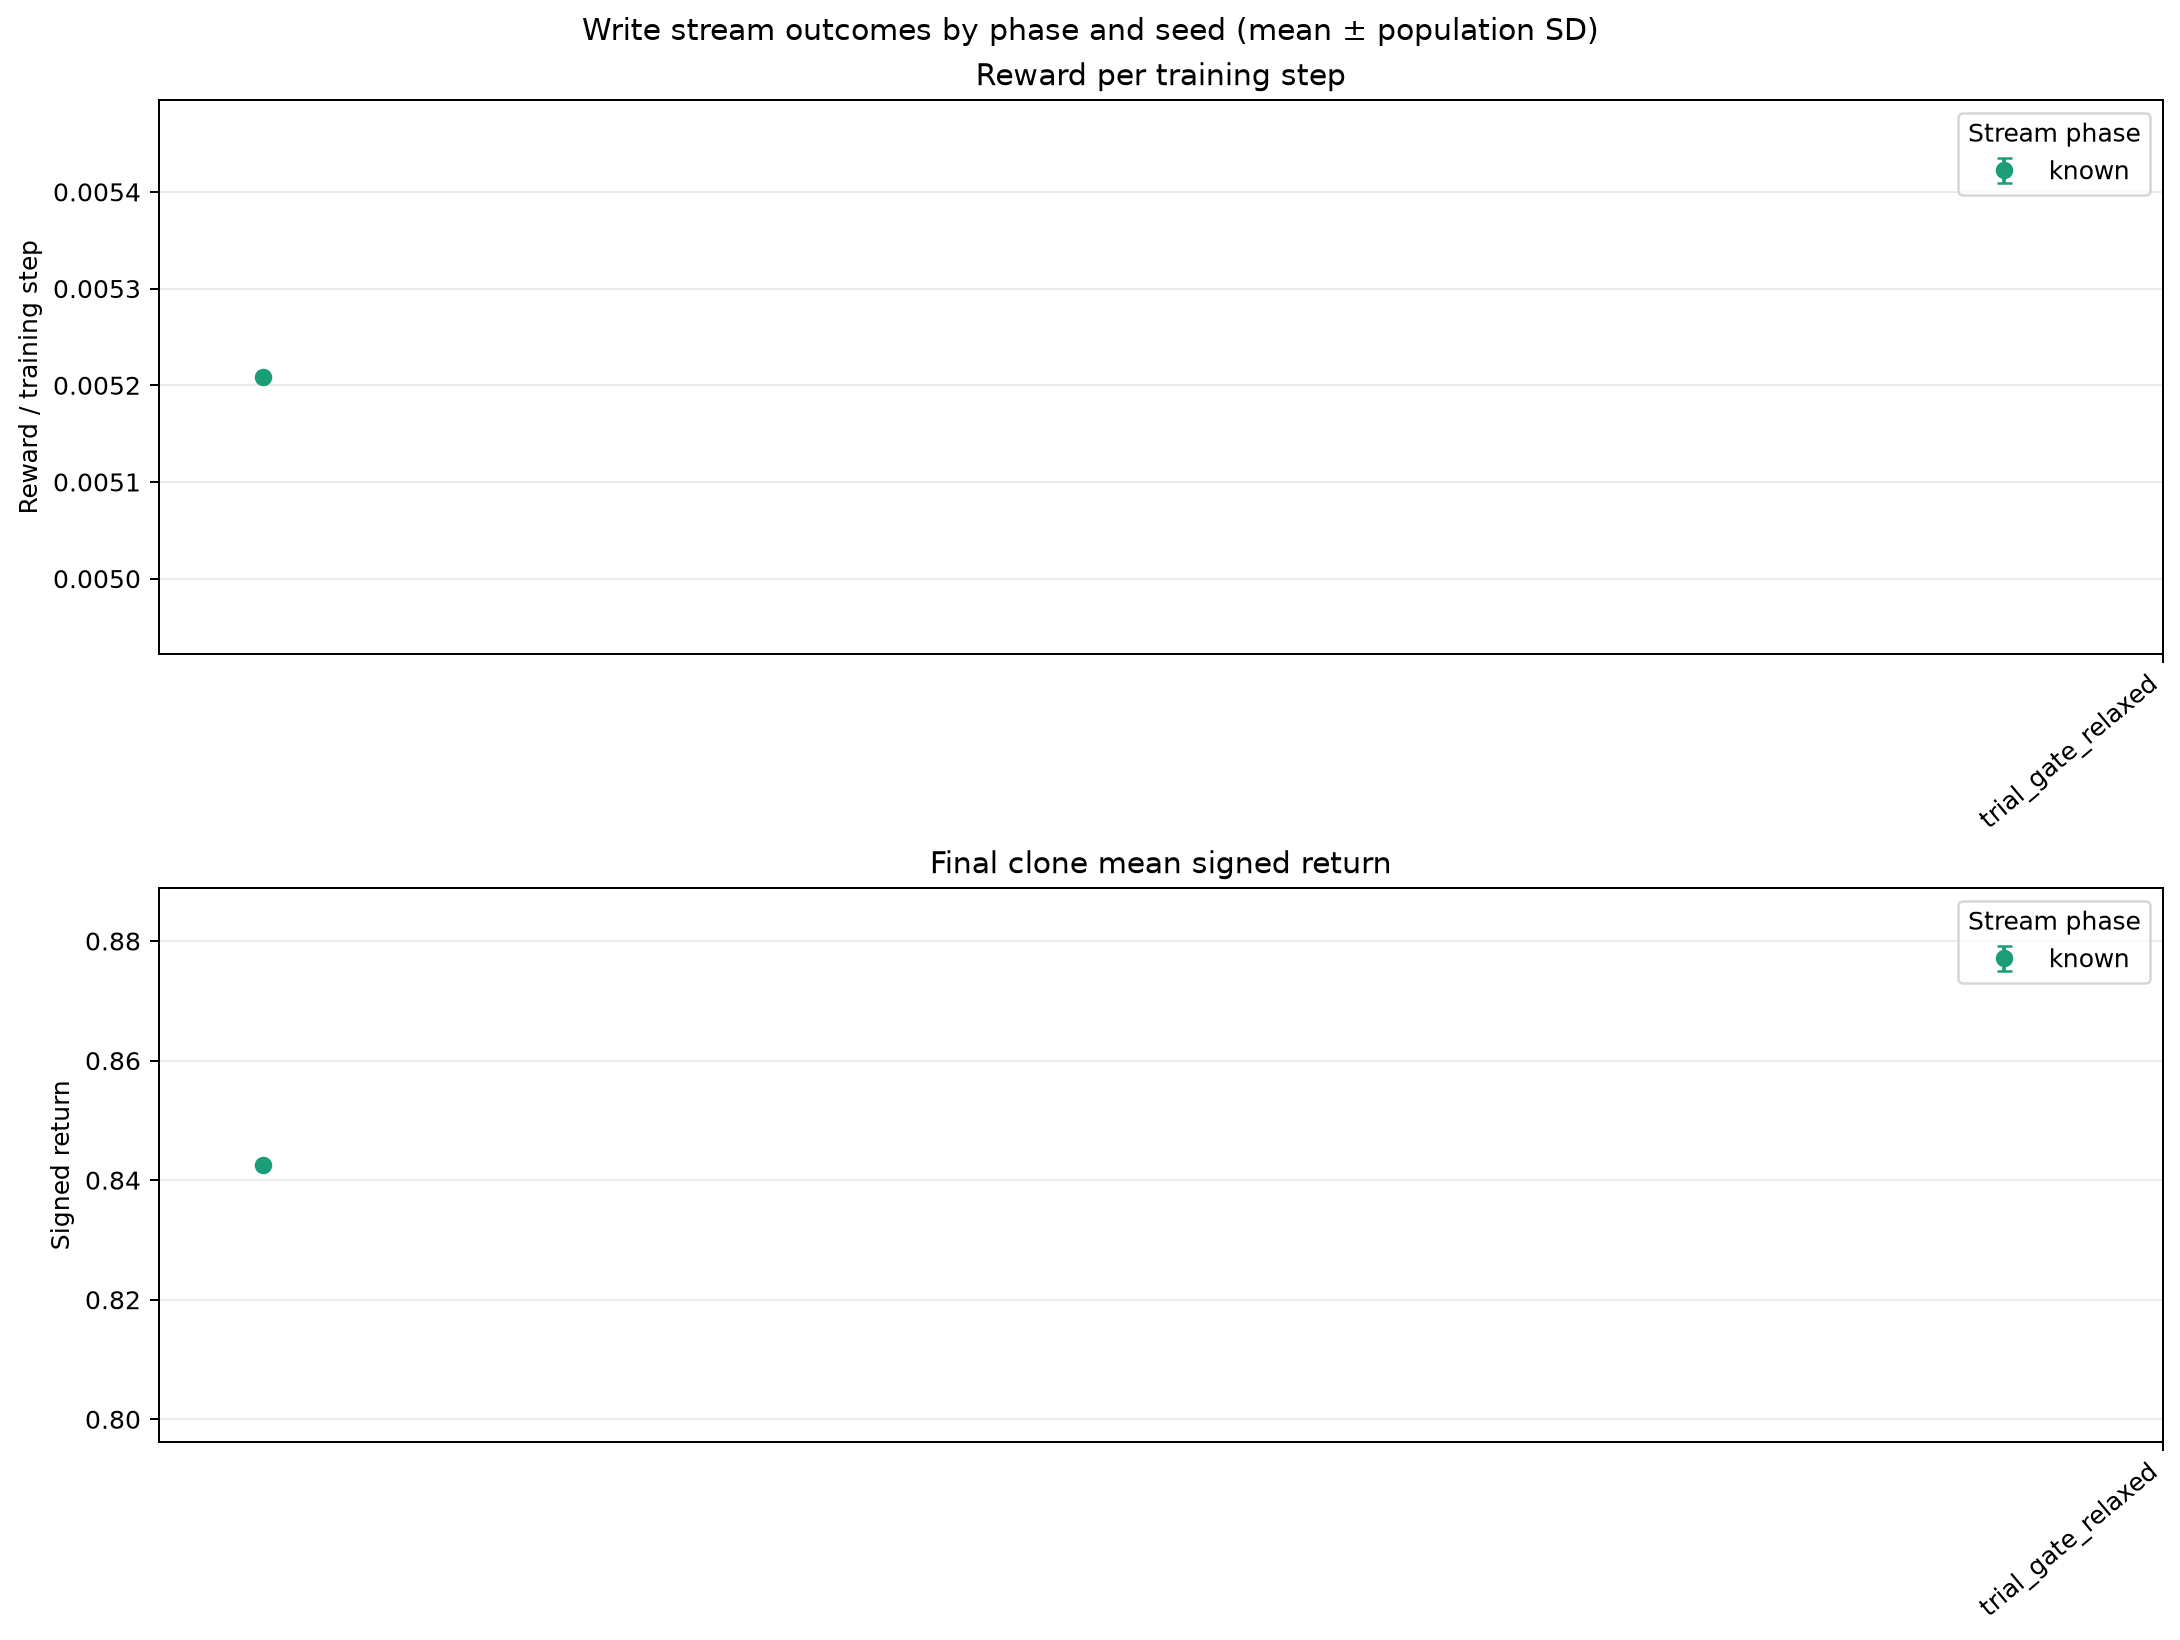 Write stream outcomes by phase and seed (mean ± population SD)
Reward per training step
Stream phase
known
0.0054
0.0053
0.0052
0.0051
0.0050
Reward / training step
trial_gate_relaxed
Final clone mean signed return
Stream phase
known
0.88
0.86
0.84
0.82
0.80
Signed return
trial_gate_relaxed